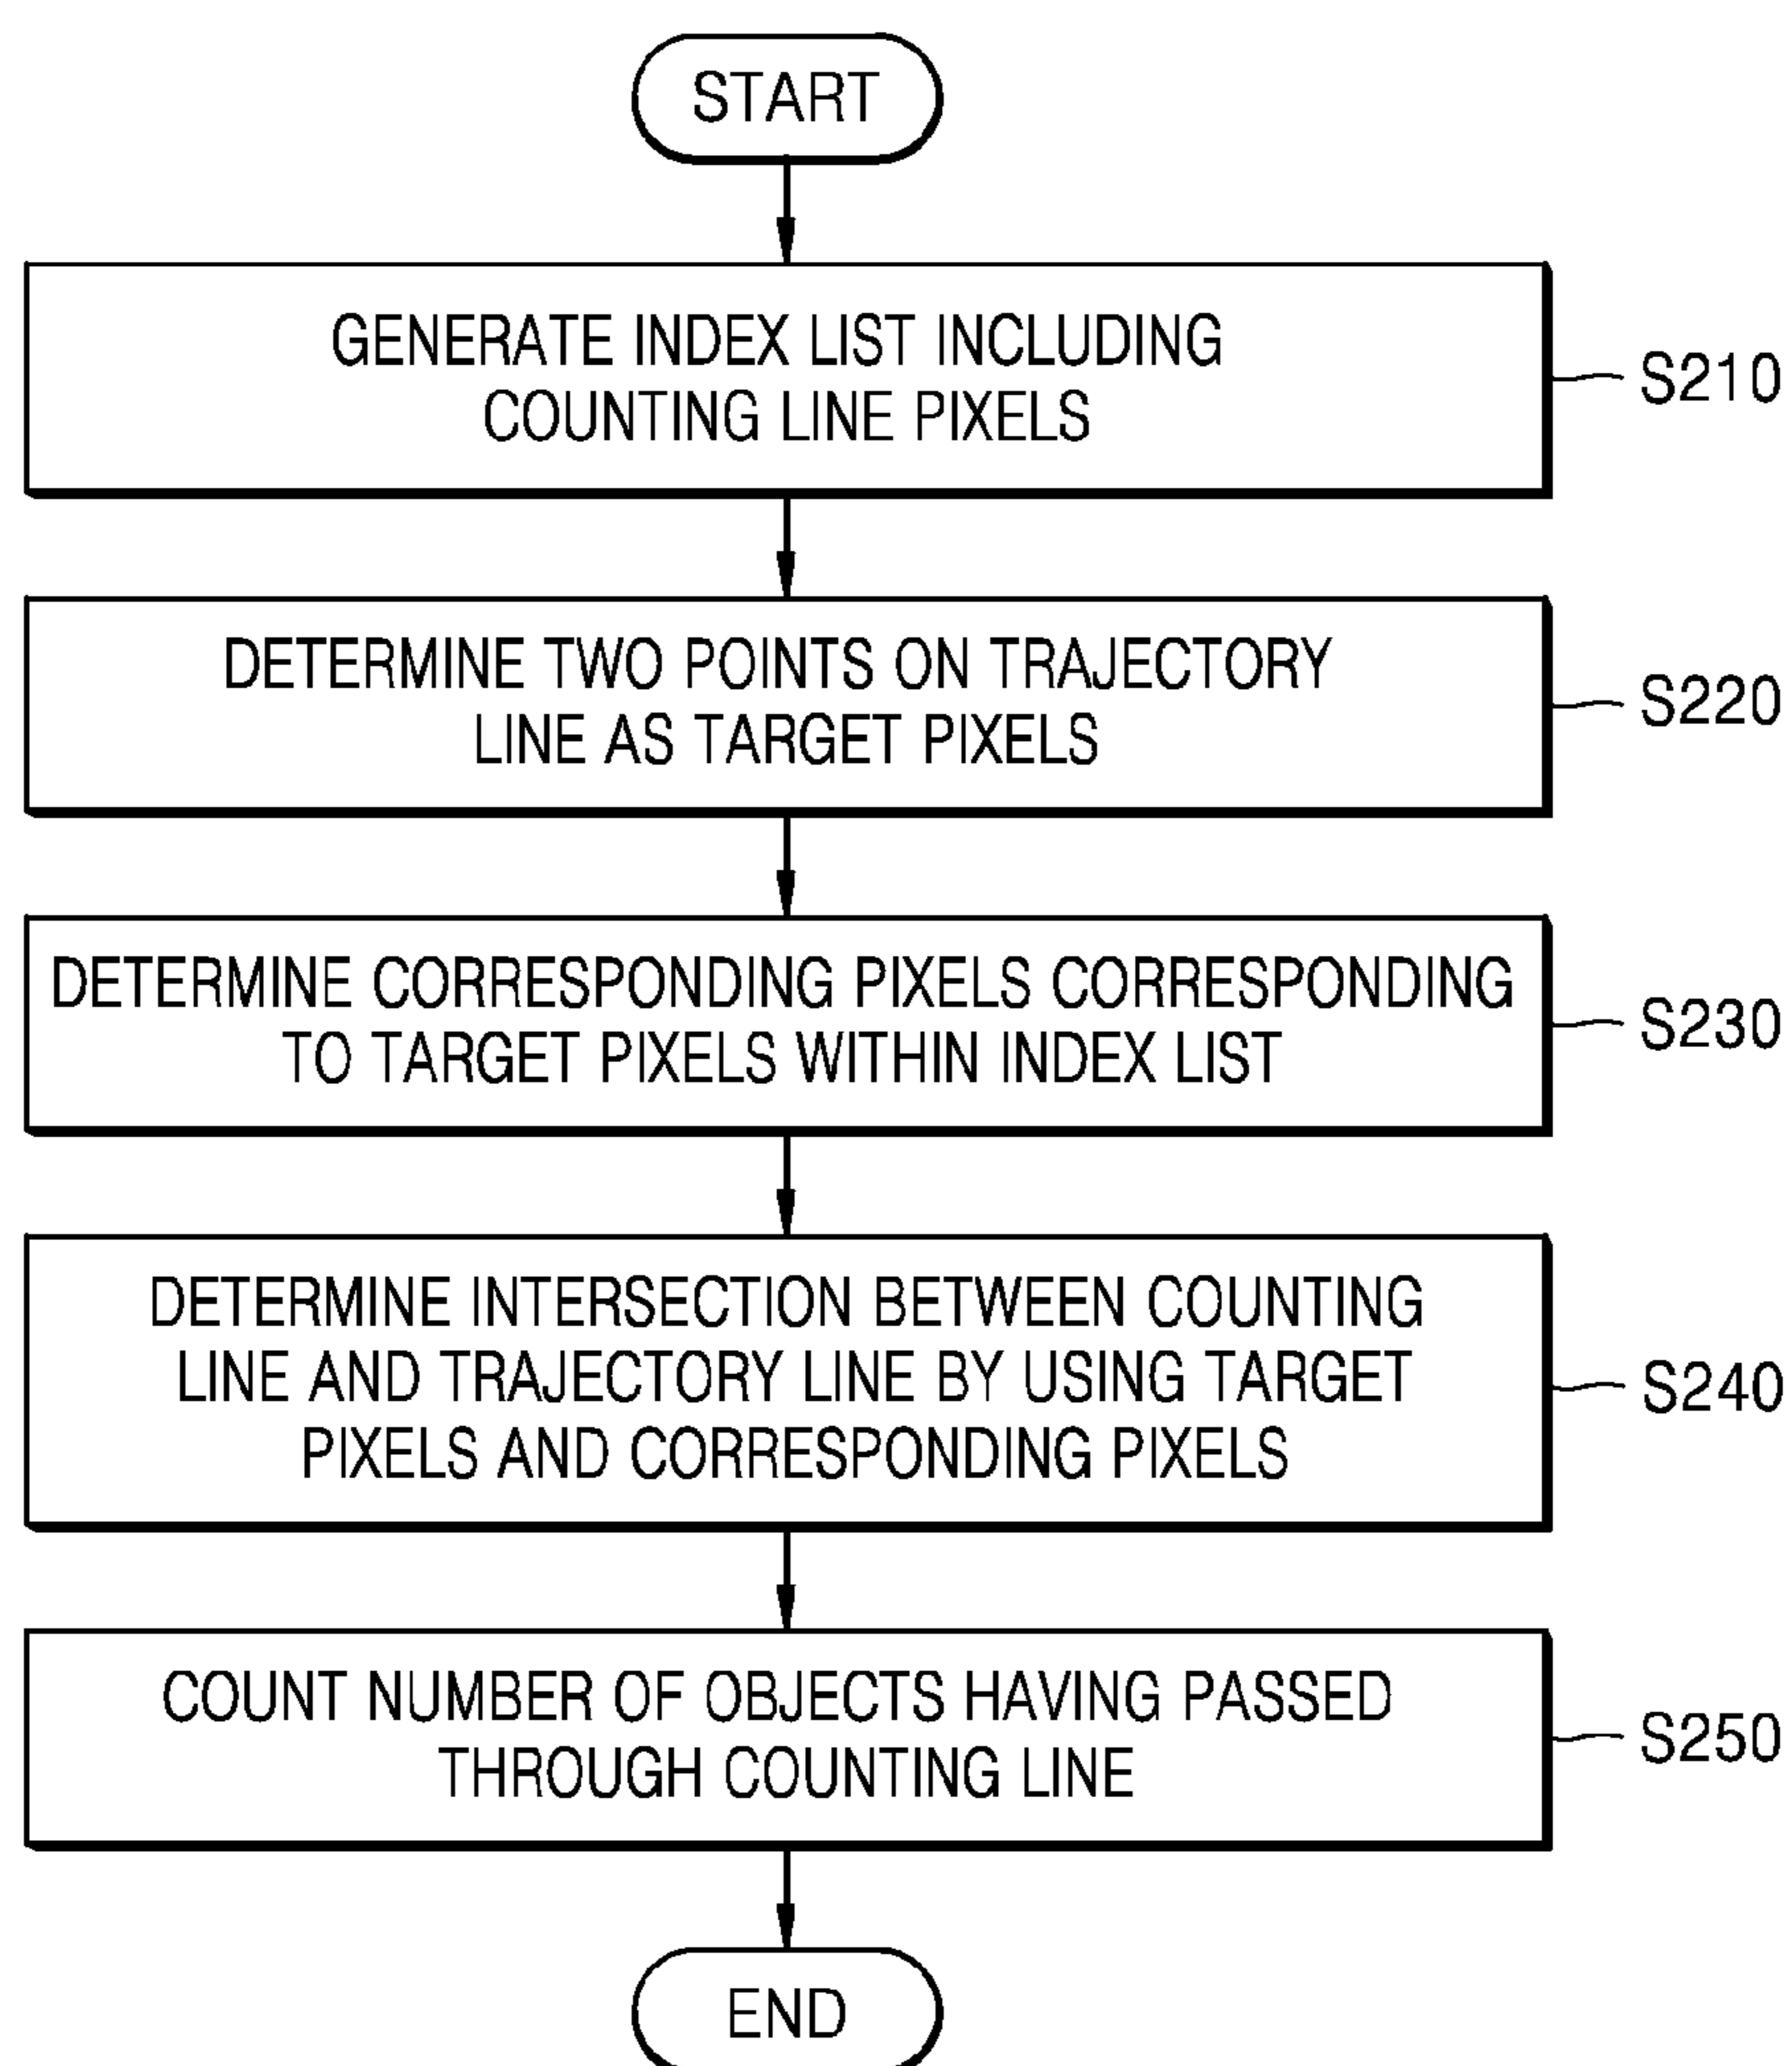 START
GENERATE INDEX LIST INCLUDING
COUNTING LINE PIXELS
S210
DETERMINE TWO POINTS ON TRAJECTORY
LINE AS TARGET PIXELS
S220
DETERMINE CORRESPONDING PIXELS CORRESPONDING
TO TARGET PIXELS WITHIN INDEX LIST
S230
DETERMINE INTERSECTION BETWEEN COUNTING
LINE AND TRAJECTORY LINE BY USING TARGET
PIXELS AND CORRESPONDING PIXELS
S240
COUNT NUMBER OF OBJECTS HAVING PASSED
THROUGH COUNTING LINE
S250
END